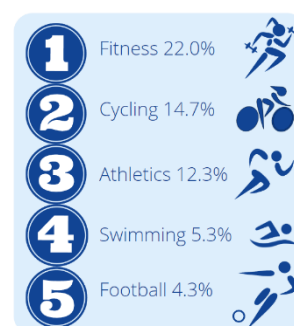 1 Fitness 22.0%
2 Cycling 14.7%
3 Athletics 12.3%
4 Swimming 5.3%
5 Football 4.3%